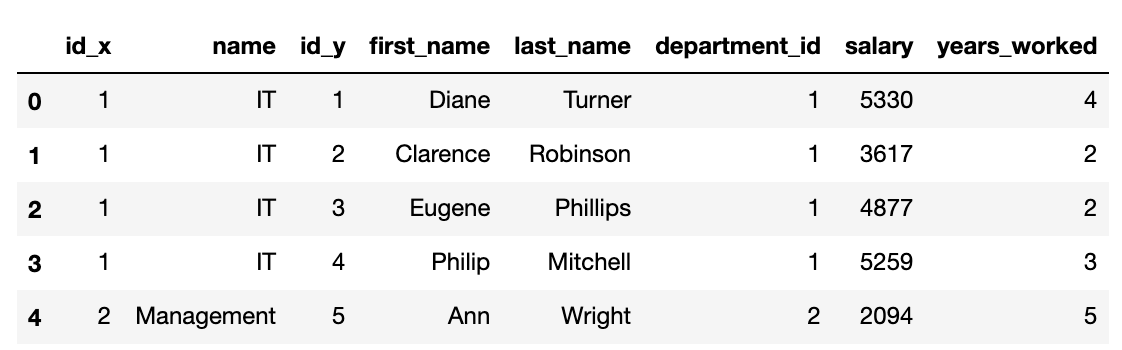 id_x name id_y first_name last_name department_id salary years_worked
0 1 IT 1 Diane Turner 1 5330 4
1 1 IT 2 Clarence Robinson 1 3617 2
2 1 IT 3 Eugene Phillips 1 4877 2
3 1 IT 4 Philip Mitchell 1 5259 3
4 2 Management 5 Ann Wright 2 2094 5